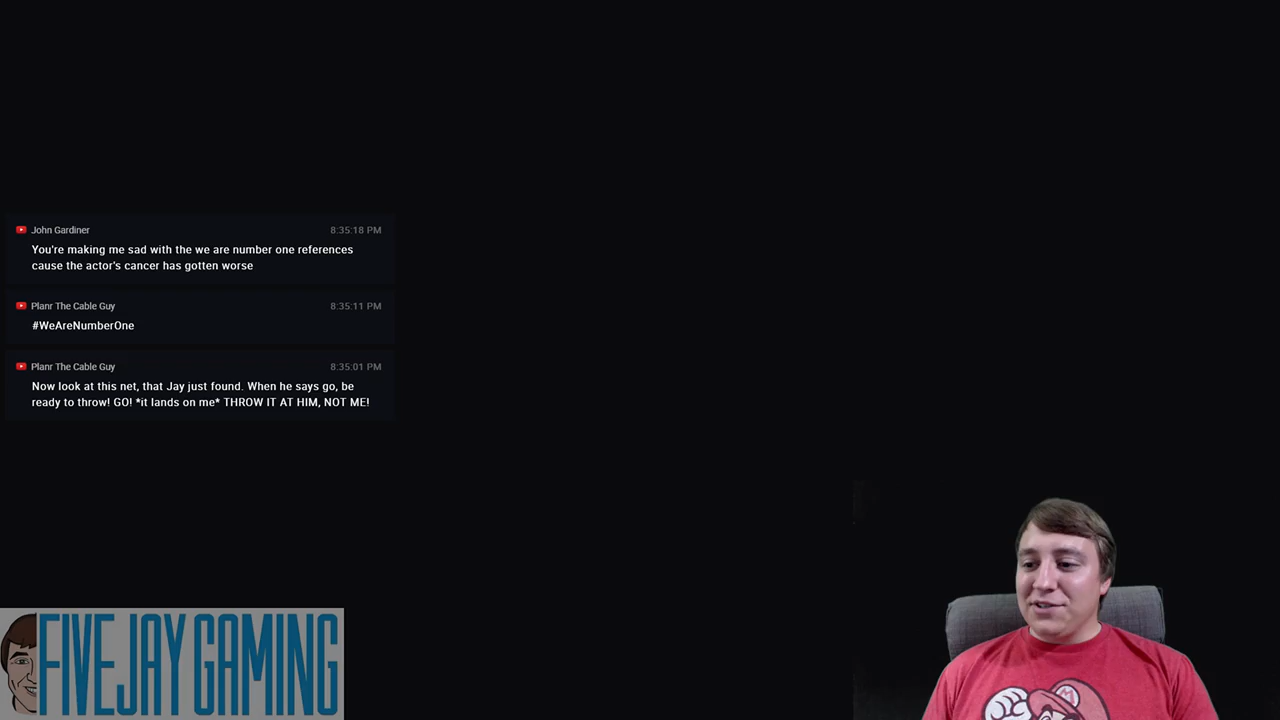 John Gardiner 8:35:18 PM
You're making me sad with the we are number one references
cause the actor's cancer has gotten worse
Planr The Cable Guy 8:35:11 PM
#WeAreNumberOne
Planr The Cable Guy 8:35:01 PM
Now look at this net, that Jay just found. When he says go, be
ready to throw! GO! *it lands on me* THROW IT AT HIM, NOT ME!
FIVEJAYGAMING
M